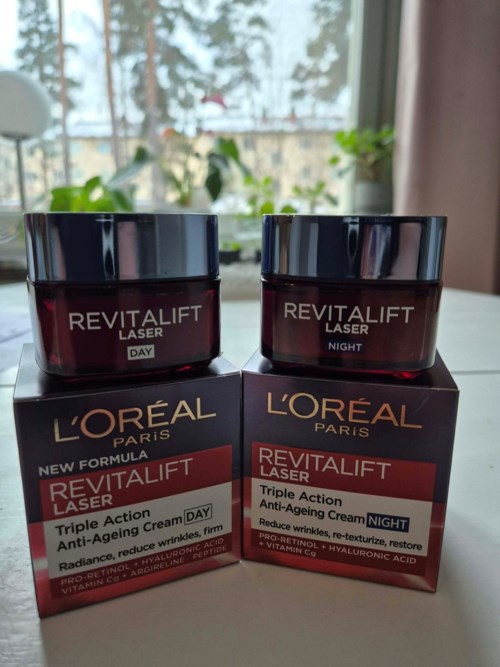 REVITALIFT
LASER
DAY
REVITALIFT
LASER
NIGHT
L'ORÉAL
PARIS
NEW FORMULA
REVITALIFT
LASER
Triple Action
Anti-Ageing Cream DAY
Radiance, reduce wrinkles, firm
PRO-RETINOL + HYALURONIC ACID
VITAMIN Cg + ARGIRELINE PEPTIDE
L'ORÉAL
PARIS
REVITALIFT
LASER
Triple Action
Anti-Ageing Cream NIGHT
Reduce wrinkles, re-texturize, restore
PRO-RETINOL + HYALURONIC ACID
+ VITAMIN Cg